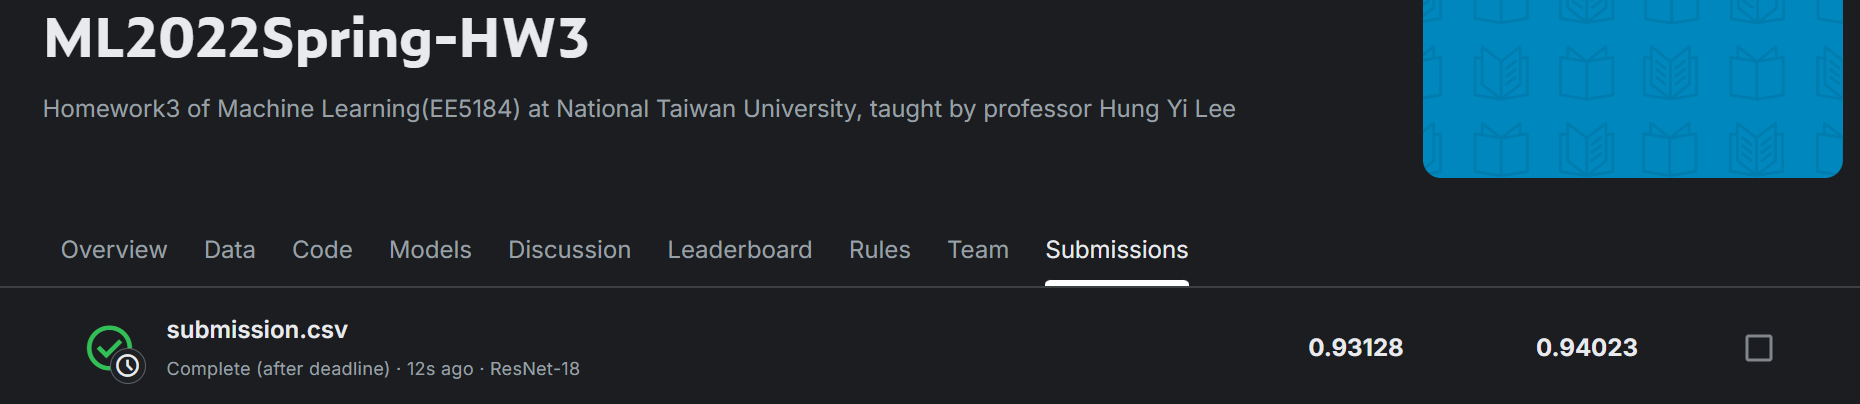 ML2022Spring-HW3
Homework3 of Machine Learning(EE5184) at National Taiwan University, taught by professor Hung Yi Lee
Overview Data Code Models Discussion Leaderboard Rules Team Submissions
submission.csv 0.93128 0.94023
Complete (after deadline) · 12s ago · ResNet-18